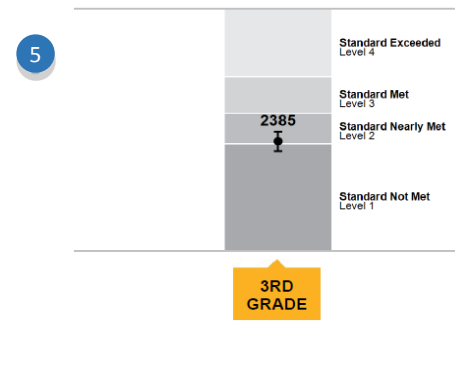 5
Standard Exceeded
Level 4
Standard Met
Level 3
2385
Standard Nearly Met
Level 2
Standard Not Met
Level 1
3RD
GRADE